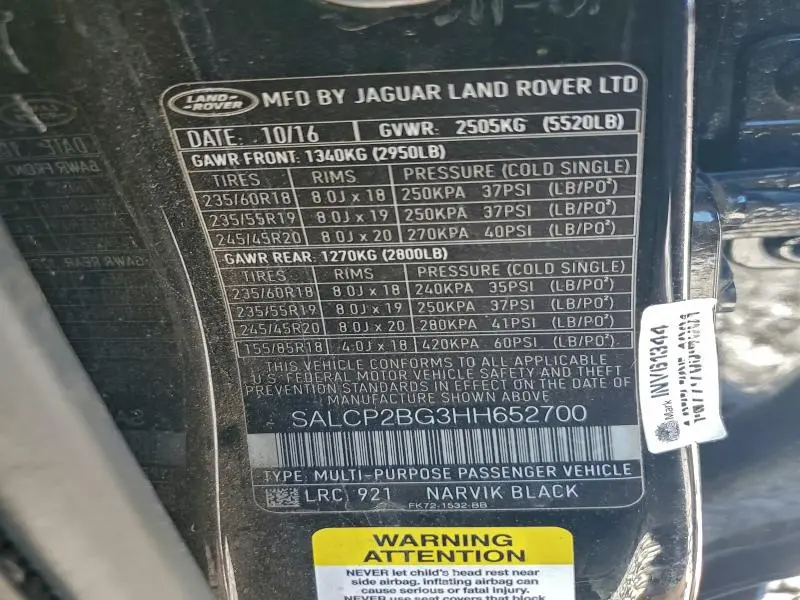 LAND ROVER MFD BY JAGUAR LAND ROVER LTD
DATE: 10/16 GVWR: 2505KG (5520LB)
GAWR FRONT: 1340KG (2950LB)
TIRES RIMS PRESSURE (COLD SINGLE)
235/60R18 8.0J x 18 250KPA 37PSI (LB/PO²)
235/55R19 8.0J x 19 250KPA 37PSI (LB/PO²)
245/45R20 8.0J x 20 270KPA 40PSI (LB/PO²)
GAWR REAR: 1270KG (2800LB)
TIRES RIMS PRESSURE (COLD SINGLE)
235/60R18 8.0J x 18 240KPA 35PSI (LB/PO²)
235/55R19 8.0J x 19 250KPA 37PSI (LB/PO²)
245/45R20 8.0J x 20 280KPA 41PSI (LB/PO²)
155/85R18 4.0J x 18 420KPA 60PSI (LB/PO²)
THIS VEHICLE CONFORMS TO ALL APPLICABLE
U.S. FEDERAL MOTOR VEHICLE SAFETY AND THEFT
PREVENTION STANDARDS IN EFFECT ON THE DATE OF
MANUFACTURE SHOWN ABOVE
SALCP2BG3HH652700
TYPE: MULTI-PURPOSE PASSENGER VEHICLE
LRC 921 NARVIK BLACK
FK72-1532-BB
WARNING
ATTENTION
NEVER let child's head rest near
side airbag. Inflating airbag can
cause serious or fatal injury.
NEVER use seat covers that block
Mark